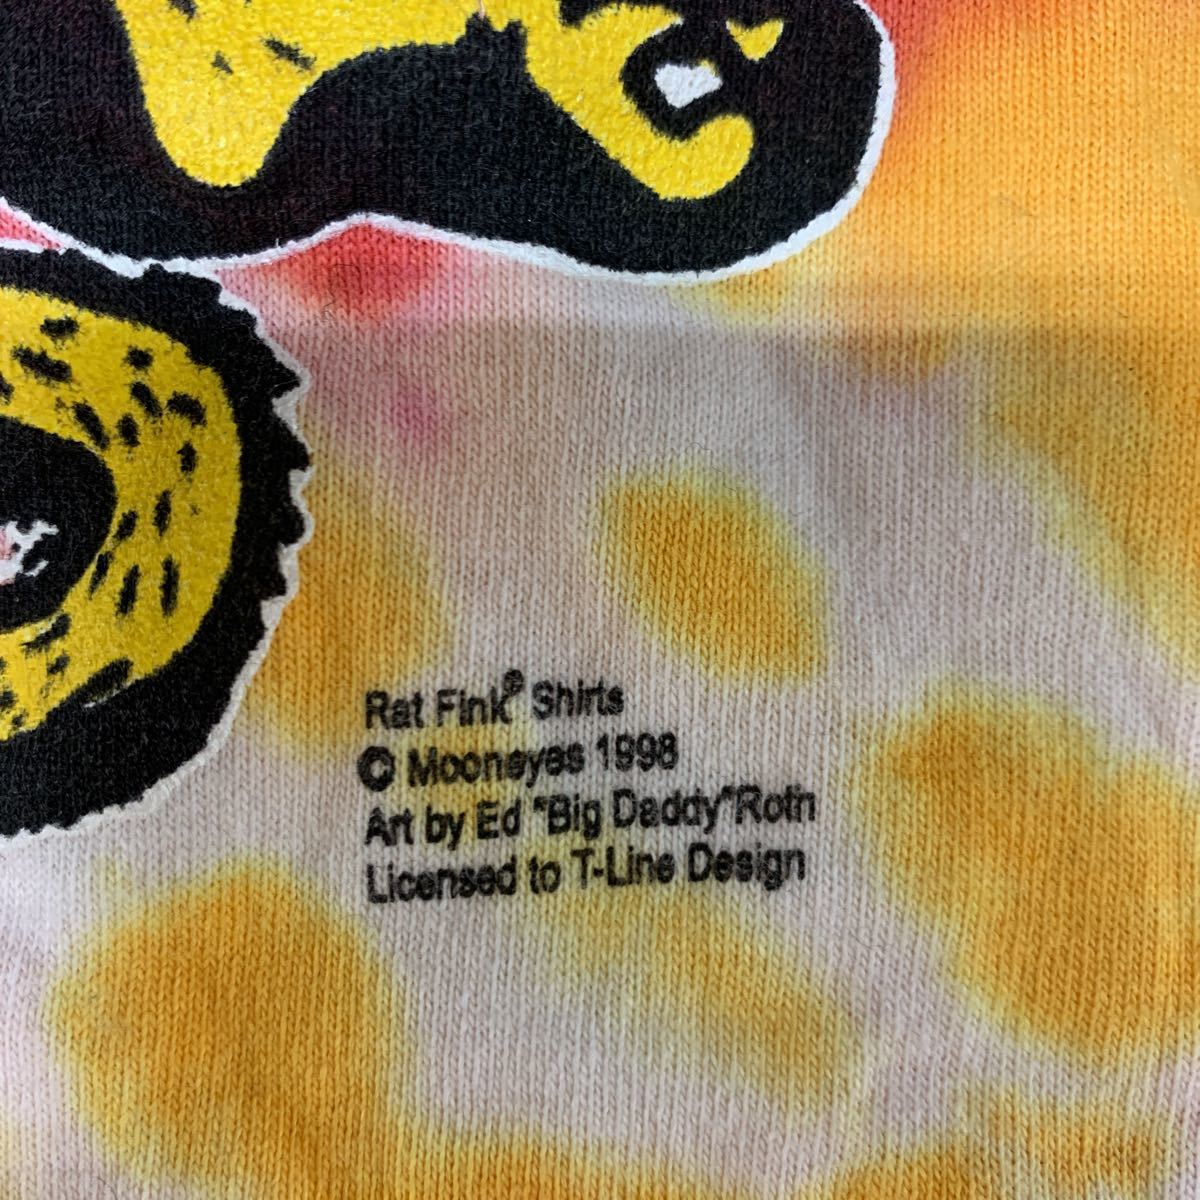 Rat Fink® Shirts
© Mooneyes 1998
Art by Ed "Big Daddy"Roth
Licensed to T-Line Design